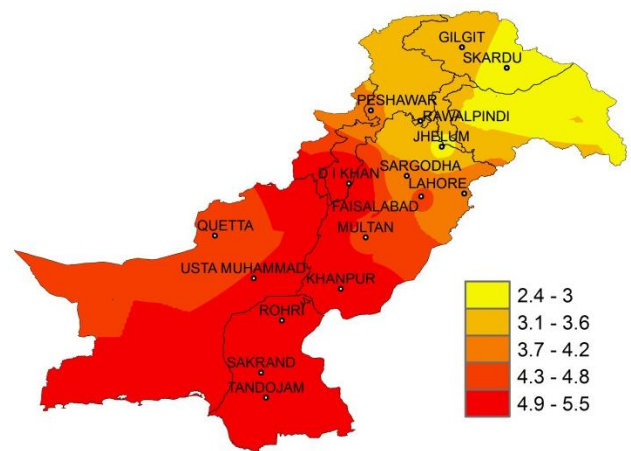 GILGIT
SKARDU
PESHAWAR
RAWALPINDI
JHELUM
SARGODHA
D I KHAN
LAHORE
FAISALABAD
QUETTA
MULTAN
USTA MUHAMMAD
KHANPUR
ROHRI
SAKRAND
TANDOJAM
2.4 - 3
3.1 - 3.6
3.7 - 4.2
4.3 - 4.8
4.9 - 5.5